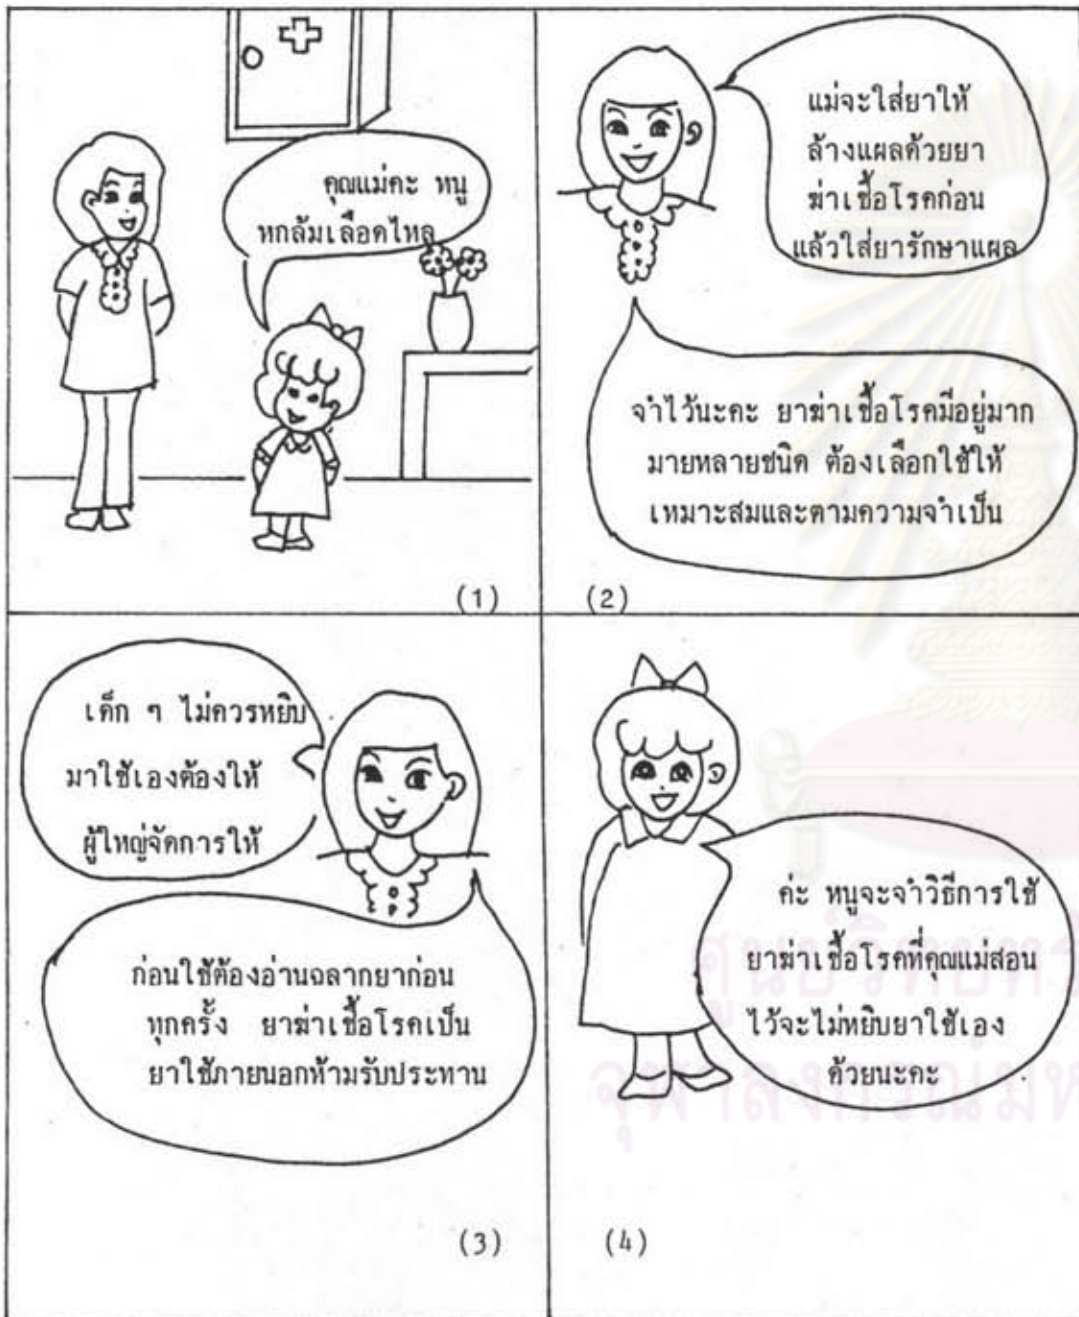 คุณแม่คะ หนู
หกล้มเลือดไหล
(1)
แม่จะใส่ยาให้
ล้างแผลด้วยยา
ฆ่าเชื้อโรคก่อน
แล้วใส่ยารักษาแผล
จำไว้นะคะ ยาฆ่าเชื้อโรคมีอยู่มาก
มายหลายชนิด ต้องเลือกใช้ให้
เหมาะสมและตามความจำเป็น
(2)
เด็ก ๆ ไม่ควรหยิบ
มาใช้เองต้องให้
ผู้ใหญ่จัดการให้
ก่อนใช้ต้องอ่านฉลากยาก่อน
ทุกครั้ง ยาฆ่าเชื้อโรคเป็น
ยาใช้ภายนอกห้ามรับประทาน
(3)
ค่ะ หนูจะจำวิธีการใช้
ยาฆ่าเชื้อโรคที่คุณแม่สอน
ไว้จะไม่หยิบยาใช้เอง
ด้วยนะคะ
(4)